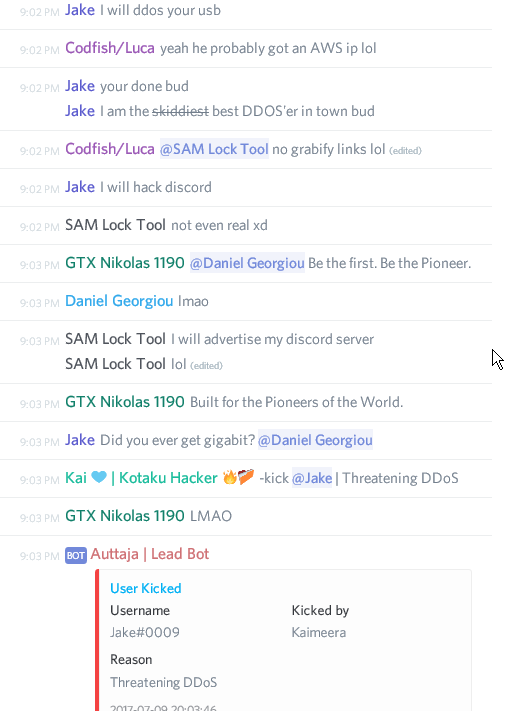 9:02 PM Jake I will ddos your usb
9:02 PM Codfish/Luca yeah he probably got an AWS ip lol
9:02 PM Jake your done bud
Jake I am the skiddiest best DDOS'er in town bud
9:02 PM Codfish/Luca @SAM Lock Tool no grabify links lol (edited)
9:02 PM Jake I will hack discord
9:02 PM SAM Lock Tool not even real xd
9:03 PM GTX Nikolas 1190 @Daniel Georgiou Be the first. Be the Pioneer.
9:03 PM Daniel Georgiou lmao
9:03 PM SAM Lock Tool I will advertise my discord server
SAM Lock Tool lol (edited)
9:03 PM GTX Nikolas 1190 Built for the Pioneers of the World.
9:03 PM Jake Did you ever get gigabit? @Daniel Georgiou
9:03 PM Kai 💙 | Kotaku Hacker 🔥 -kick @Jake | Threatening DDoS
9:03 PM GTX Nikolas 1190 LMAO
9:03 PM BOT Auttaja | Lead Bot
User Kicked
Username Kicked by
Jake#0009 Kaimeera
Reason
Threatening DDoS
2017-07-09 20:03:46